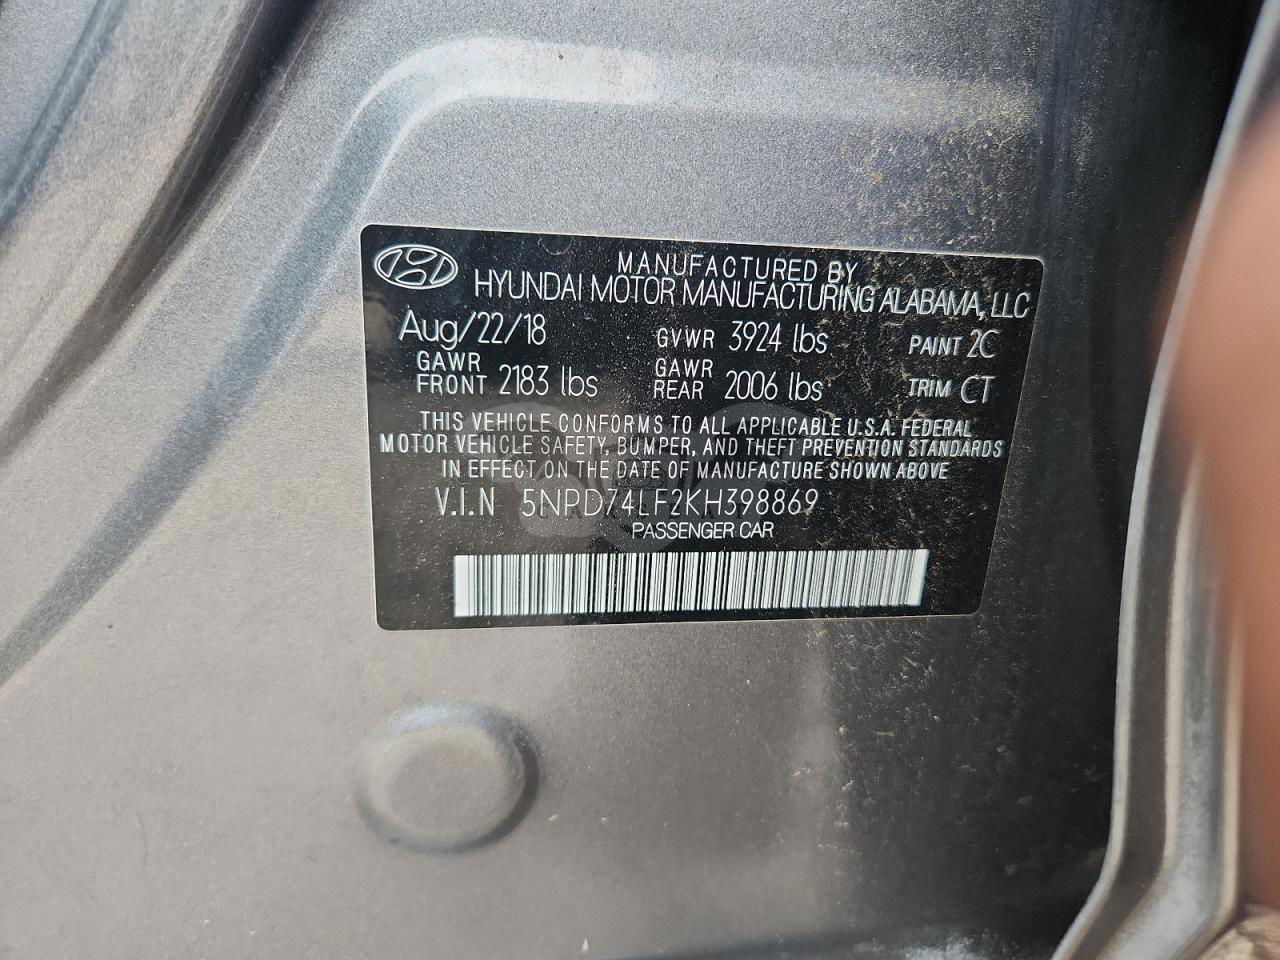 MANUFACTURED BY
HYUNDAI MOTOR MANUFACTURING ALABAMA, LLC
Aug/22/18 GVWR 3924 lbs PAINT 2C
GAWR FRONT 2183 lbs GAWR REAR 2006 lbs TRIM CT
THIS VEHICLE CONFORMS TO ALL APPLICABLE U.S.A. FEDERAL
MOTOR VEHICLE SAFETY, BUMPER, AND THEFT PREVENTION STANDARDS
IN EFFECT ON THE DATE OF MANUFACTURE SHOWN ABOVE
V.I.N 5NPD74LF2KH398869
PASSENGER CAR